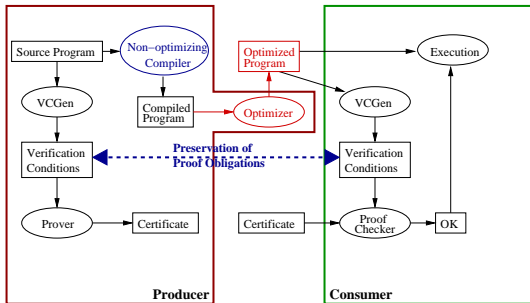 Source Program
Non-optimizing
Compiler
Optimized
Program
Execution
VCGen
Compiled
Program
Optimizer
VCGen
Verification
Conditions
Preservation of
Proof Obligations
Verification
Conditions
Prover
Certificate
Certificate
Proof
Checker
OK
Producer
Consumer